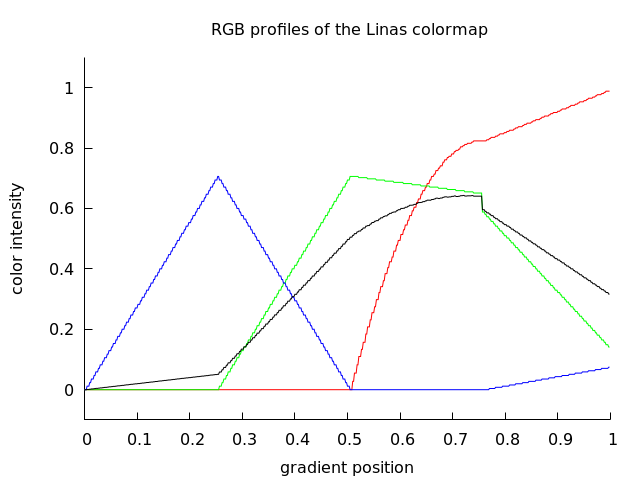 RGB profiles of the Linas colormap
color intensity
1
0.8
0.6
0.4
0.2
0
0 0.1 0.2 0.3 0.4 0.5 0.6 0.7 0.8 0.9 1
gradient position